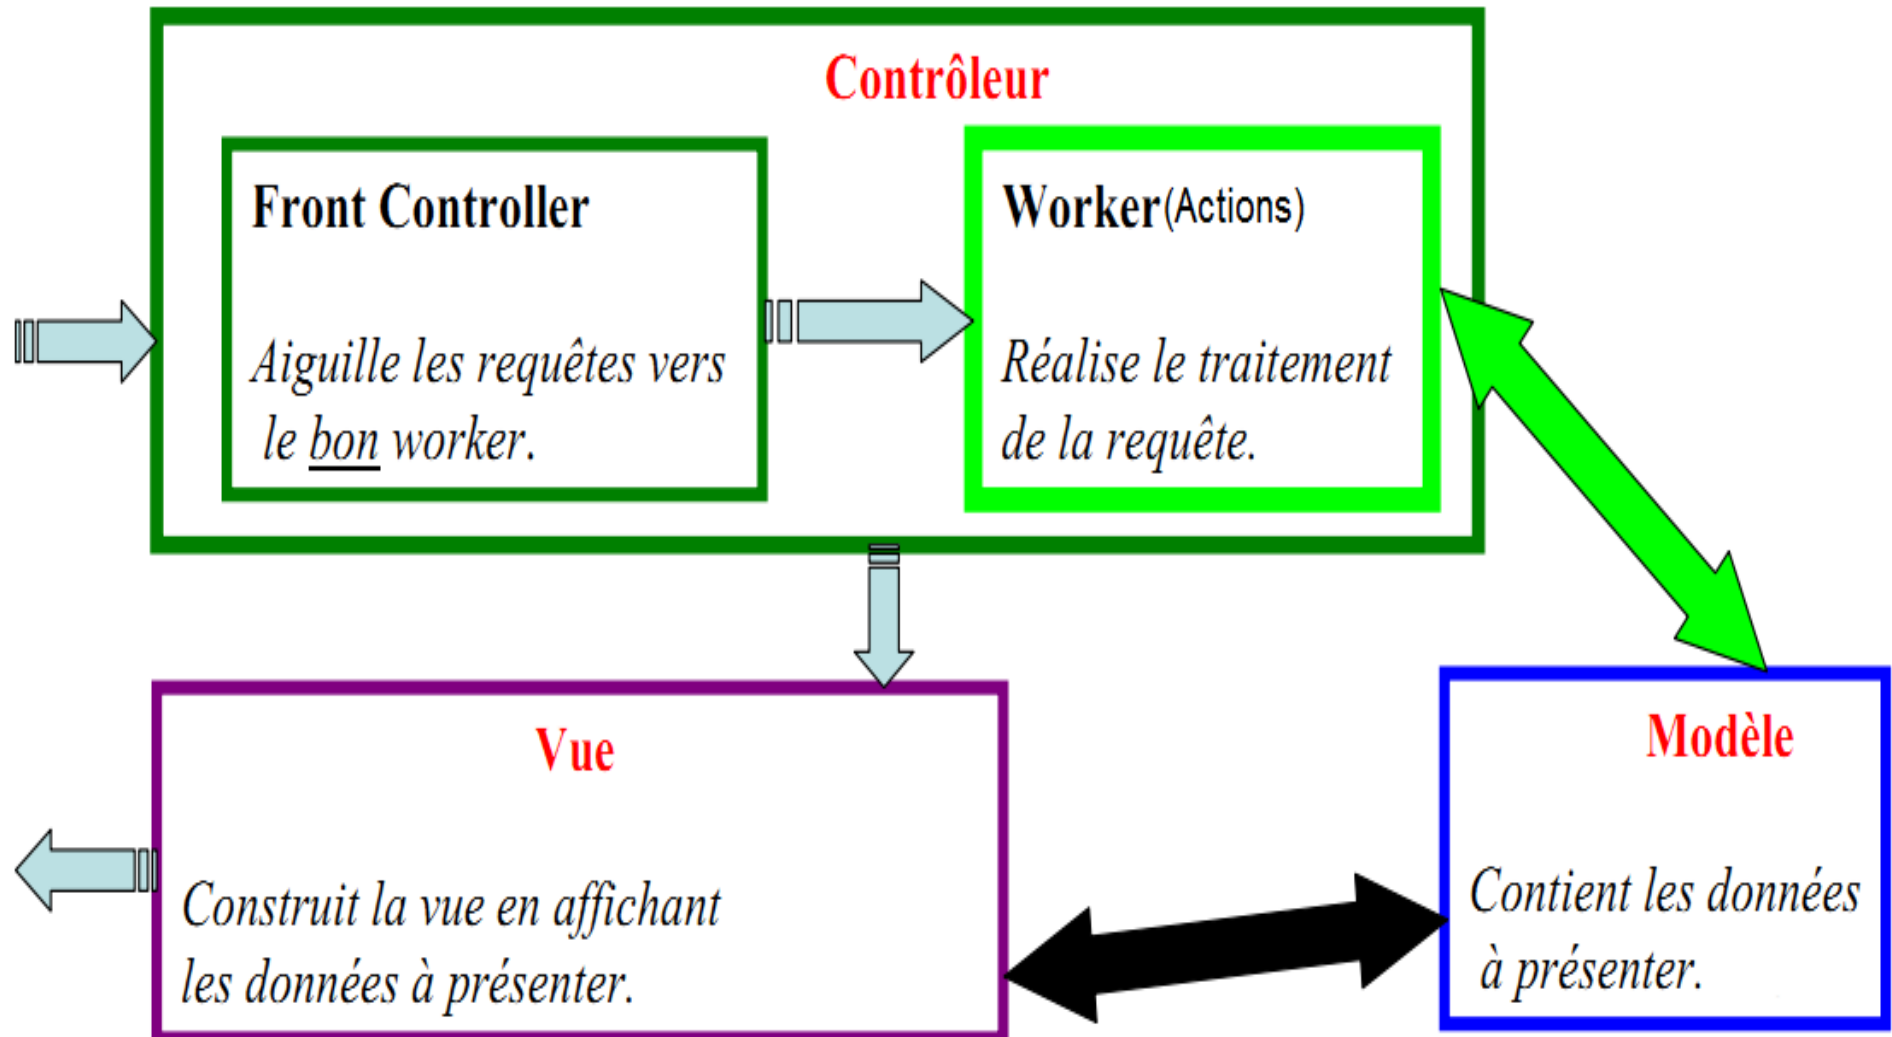 Contrôleur
Front Controller
Aiguille les requêtes vers
le bon worker.
Worker(Actions)
Réalise le traitement
de la requête.
Vue
Construit la vue en affichant
les données à présenter.
Modèle
Contient les données
à présenter.